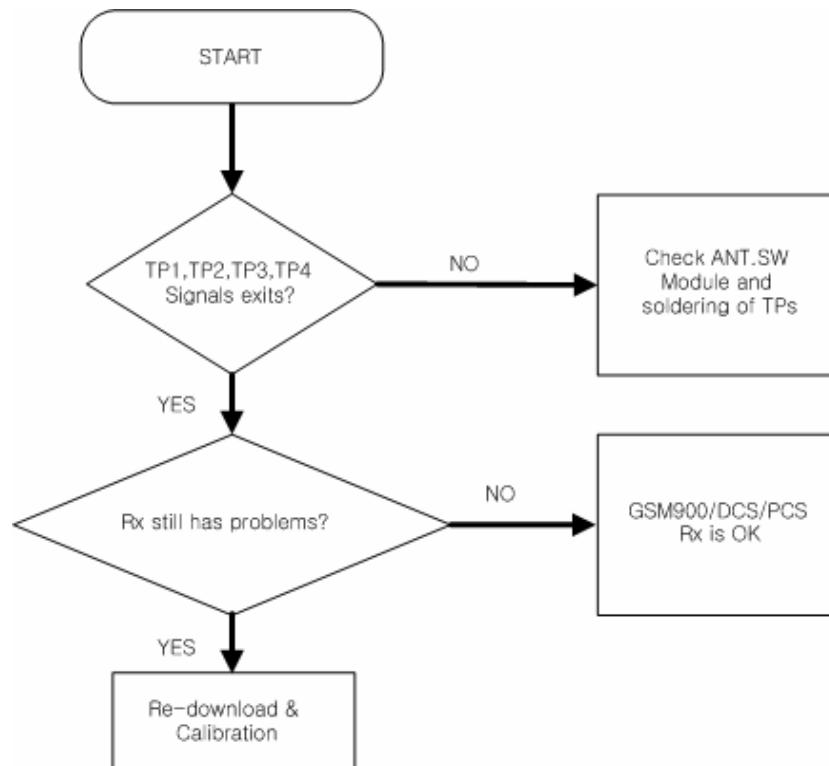 START
TP1,TP2,TP3,TP4
Signals exits?
NO
Check ANT.SW
Module and
soldering of TPs
YES
Rx still has problems?
NO
GSM900/DCS/PCS
Rx is OK
YES
Re-download &
Calibration